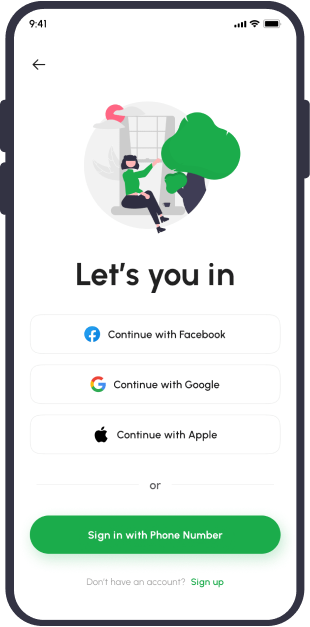 9:41
Let's you in
Continue with Facebook
Continue with Google
Continue with Apple
or
Sign in with Phone Number
Don't have an account? Sign up